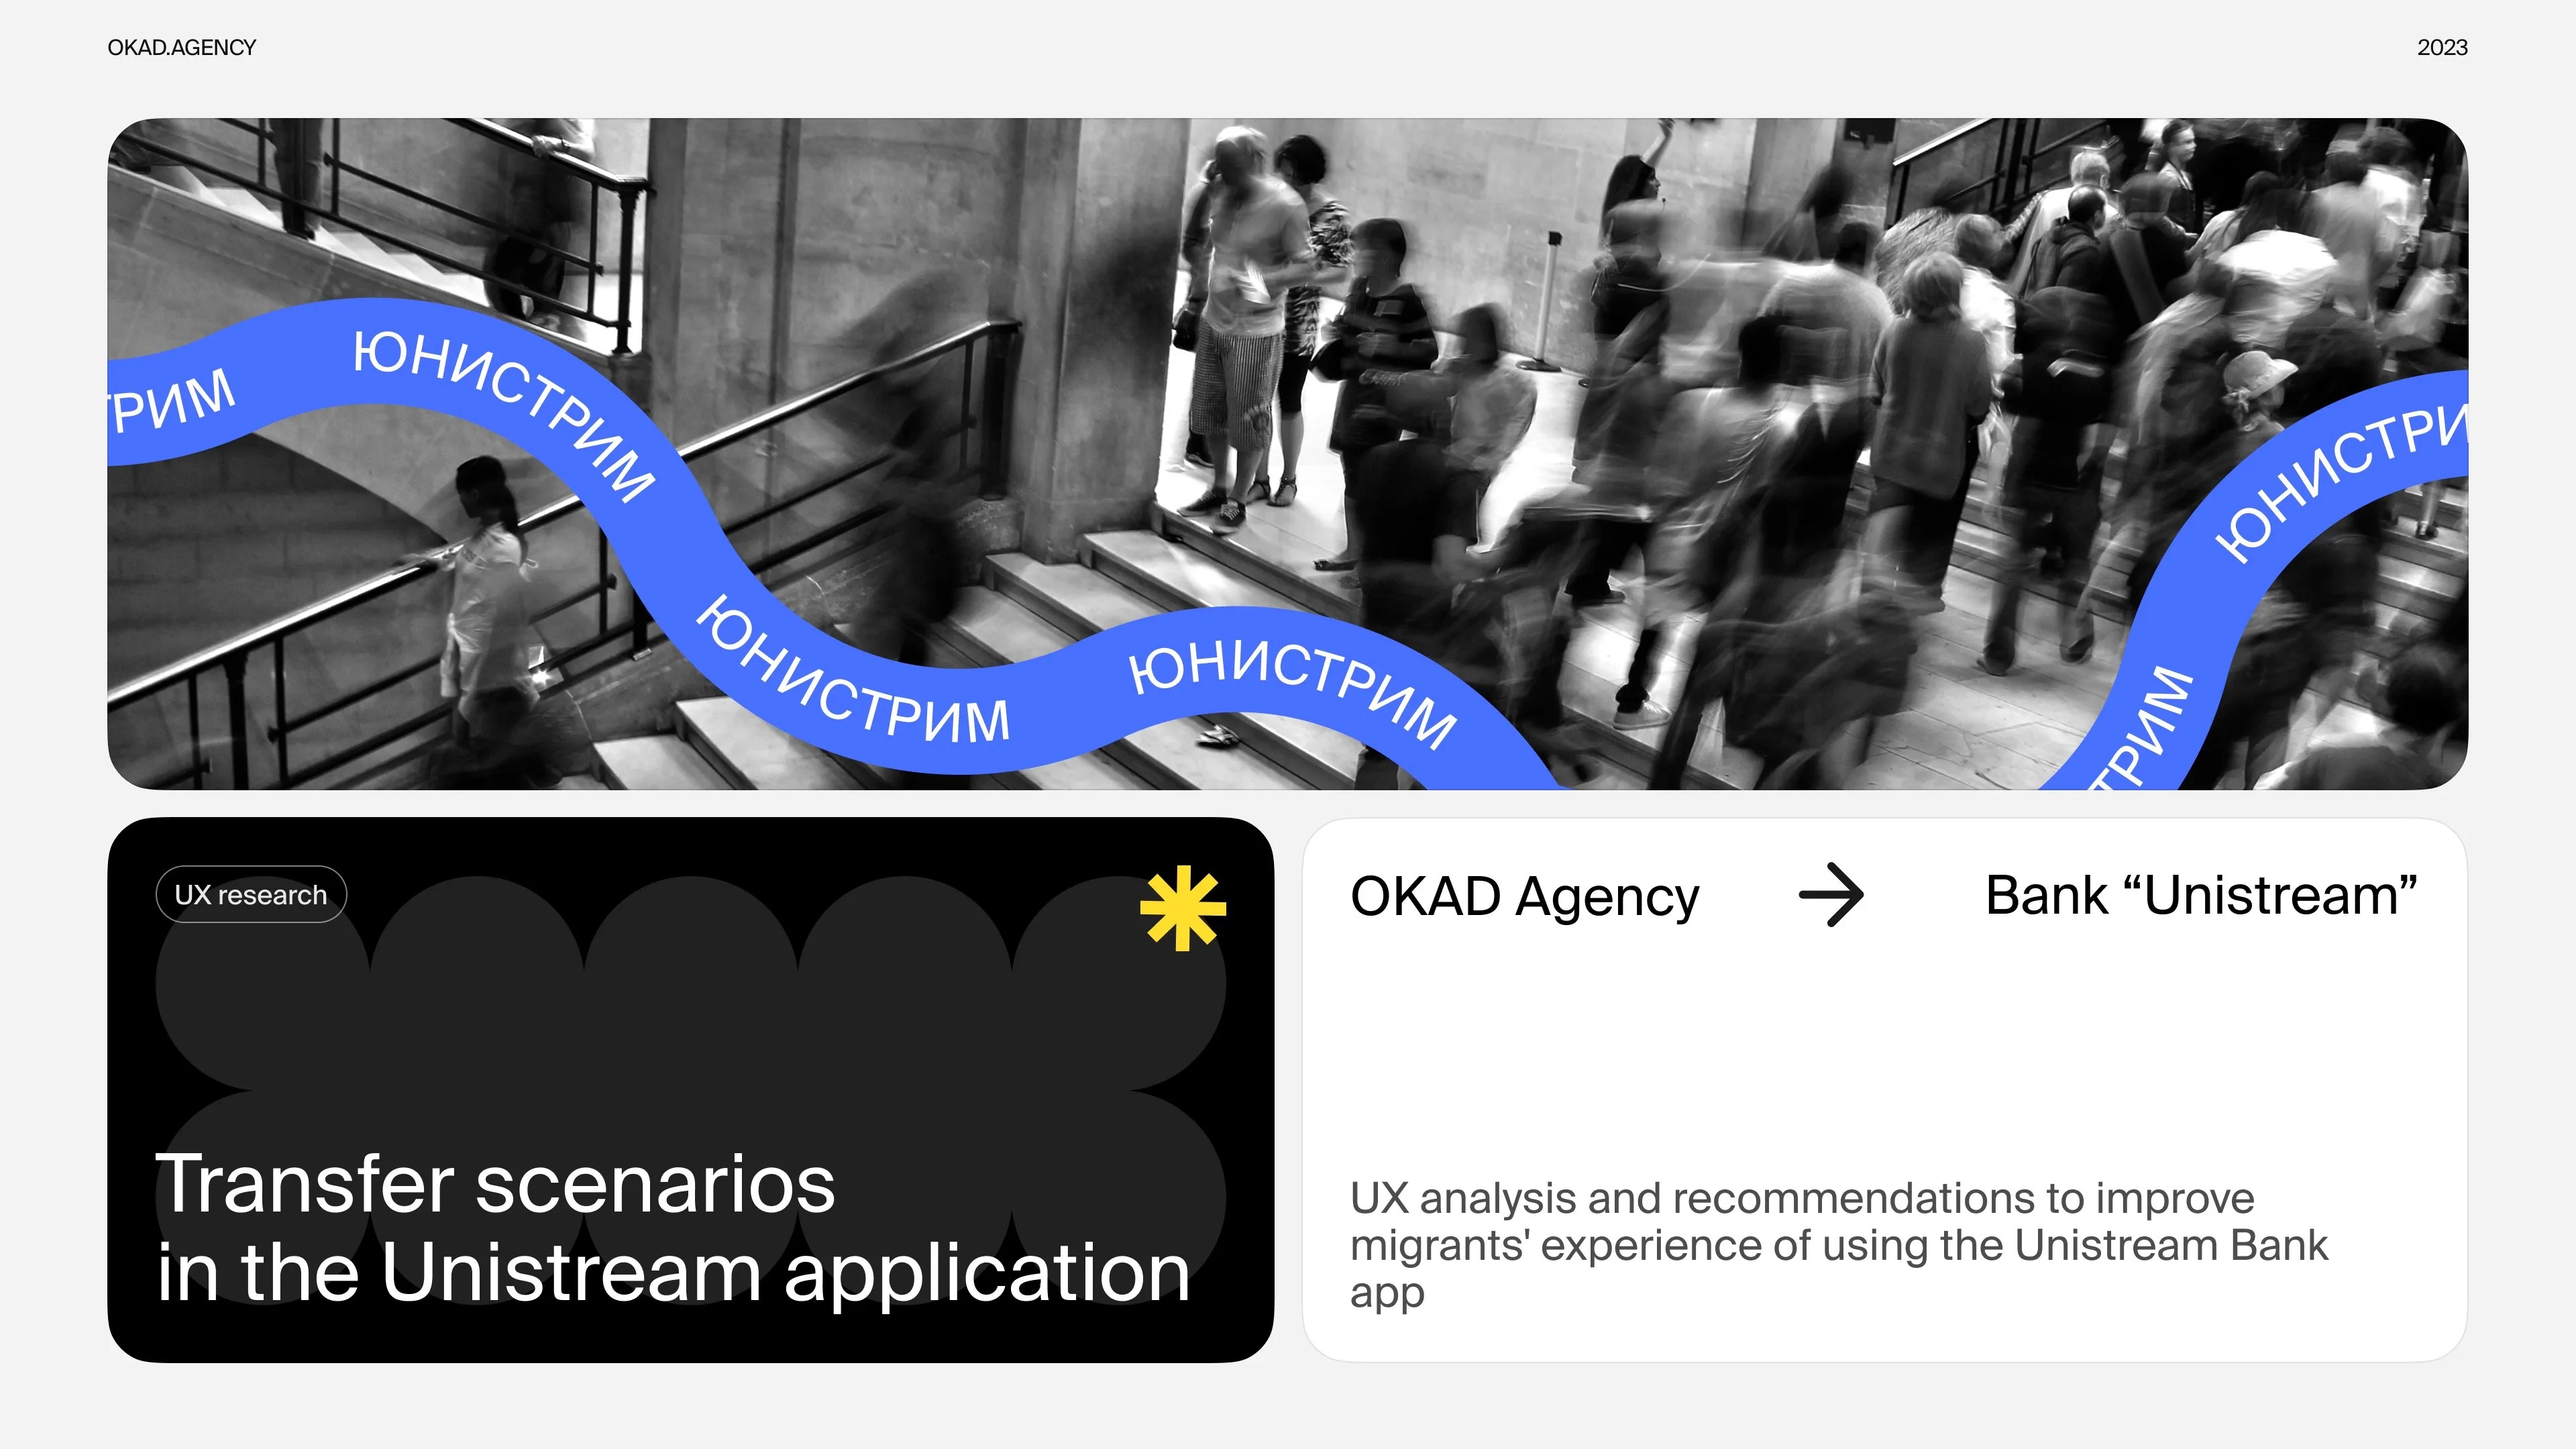 OKAD.AGENCY
2023
ТРИМ
ЮНИСТРИМ
ЮНИСТРИМ
ЮНИСТРИМ
ТРИМ
ЮНИСТРИ
UX research
Transfer scenarios
in the Unistream application
OKAD Agency → Bank “Unistream”
UX analysis and recommendations to improve
migrants' experience of using the Unistream Bank
app